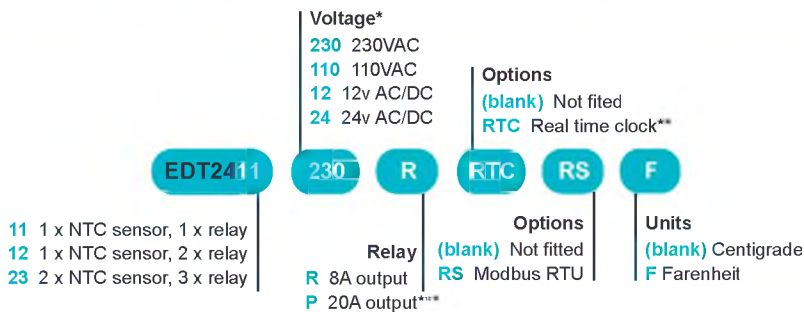 Voltage*
230 230VAC
110 110VAC
12 12v AC/DC
24 24v AC/DC
Options
(blank) Not fited
RTC Real time clock**
EDT2411 230 R RTC RS F
11 1 x NTC sensor, 1 x relay
12 1 x NTC sensor, 2 x relay
23 2 x NTC sensor, 3 x relay
Relay
R 8A output
P 20A output***
Options
(blank) Not fitted
RS Modbus RTU
Units
(blank) Centigrade
F Farenheit